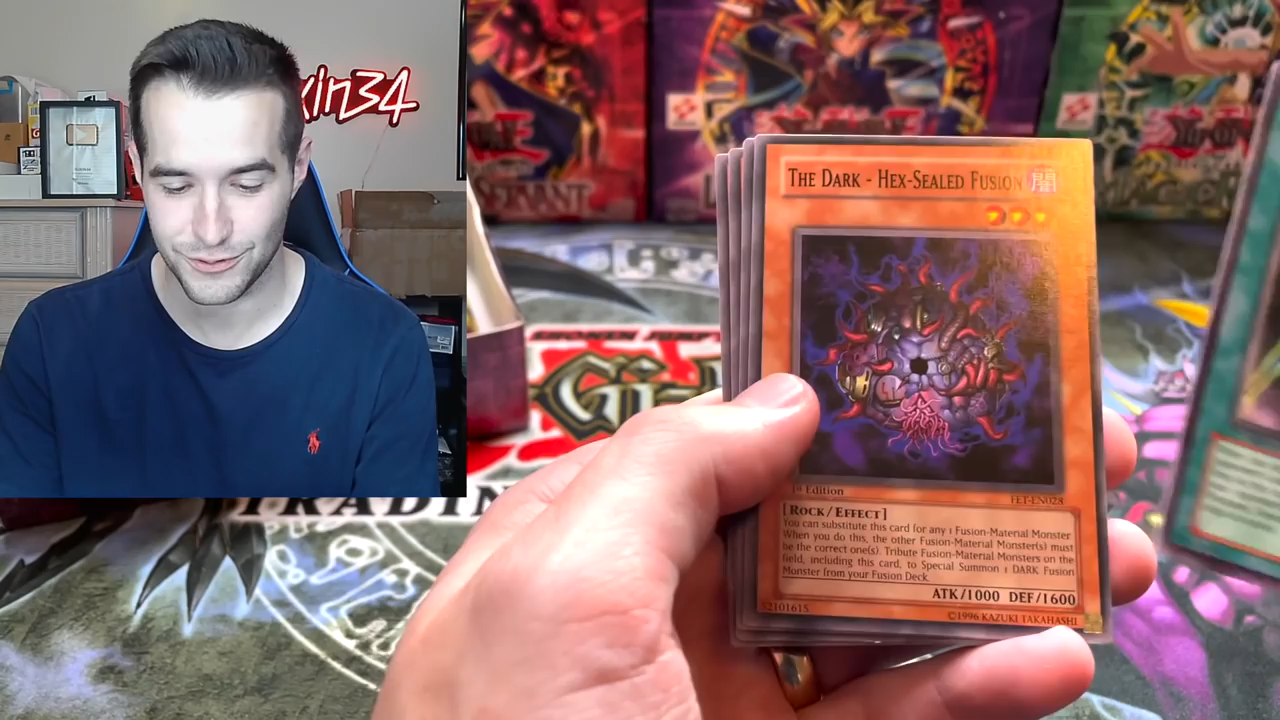 xin34
SERVANT
THE DARK - HEX-SEALED FUSION 闇
1st Edition
FET-EN028
[ROCK/EFFECT]
You can substitute this card for any 1 Fusion-Material Monster
When you do this, the other Fusion-Material Monster(s) must
be the correct one(s). Tribute Fusion-Material Monsters on the
field, including this card, to Special Summon 1 DARK Fusion
Monster from your Fusion Deck.
ATK/1000 DEF/1600
52101615
©1996 KAZUKI TAKAHASHI
Gi-
TRADIN